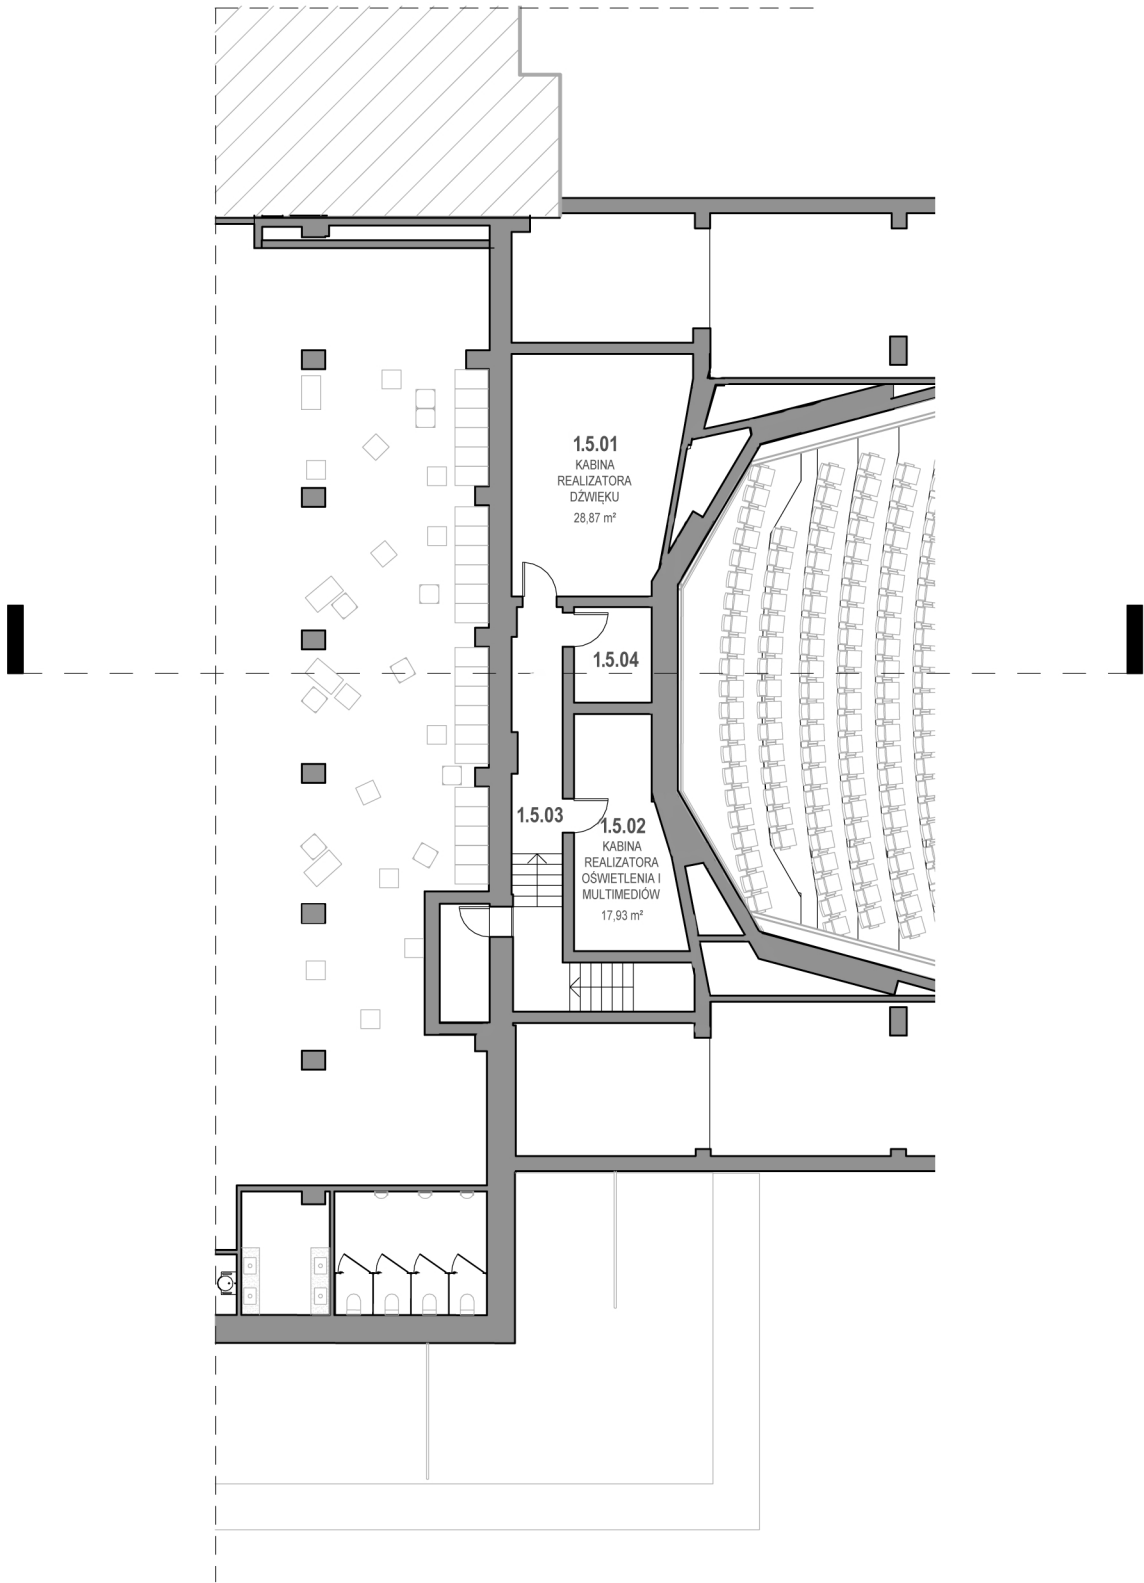 1.5.01
KABINA
REALIZATORA
DŹWIĘKU
28,87 m²
1.5.04
1.5.03
1.5.02
KABINA
REALIZATORA
OŚWIETLENIA I
MULTIMEDIÓW
17,93 m²